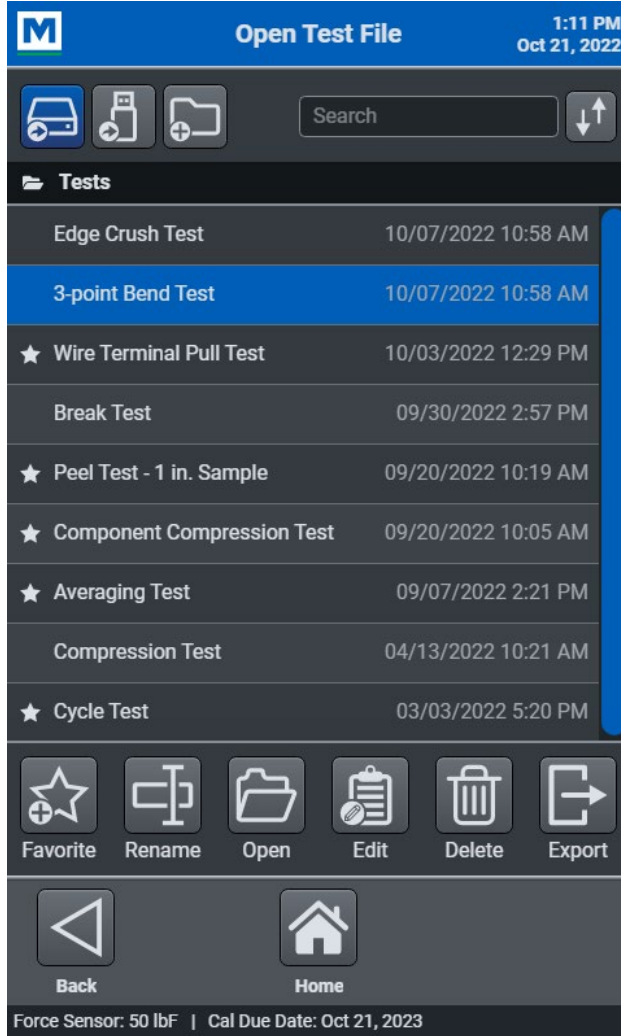 M Open Test File 1:11 PM
Oct 21, 2022
Search
Tests
Edge Crush Test 10/07/2022 10:58 AM
3-point Bend Test 10/07/2022 10:58 AM
Wire Terminal Pull Test 10/03/2022 12:29 PM
Break Test 09/30/2022 2:57 PM
Peel Test - 1 in. Sample 09/20/2022 10:19 AM
Component Compression Test 09/20/2022 10:05 AM
Averaging Test 09/07/2022 2:21 PM
Compression Test 04/13/2022 10:21 AM
Cycle Test 03/03/2022 5:20 PM
Favorite Rename Open Edit Delete Export
Back Home
Force Sensor: 50 lbF | Cal Due Date: Oct 21, 2023